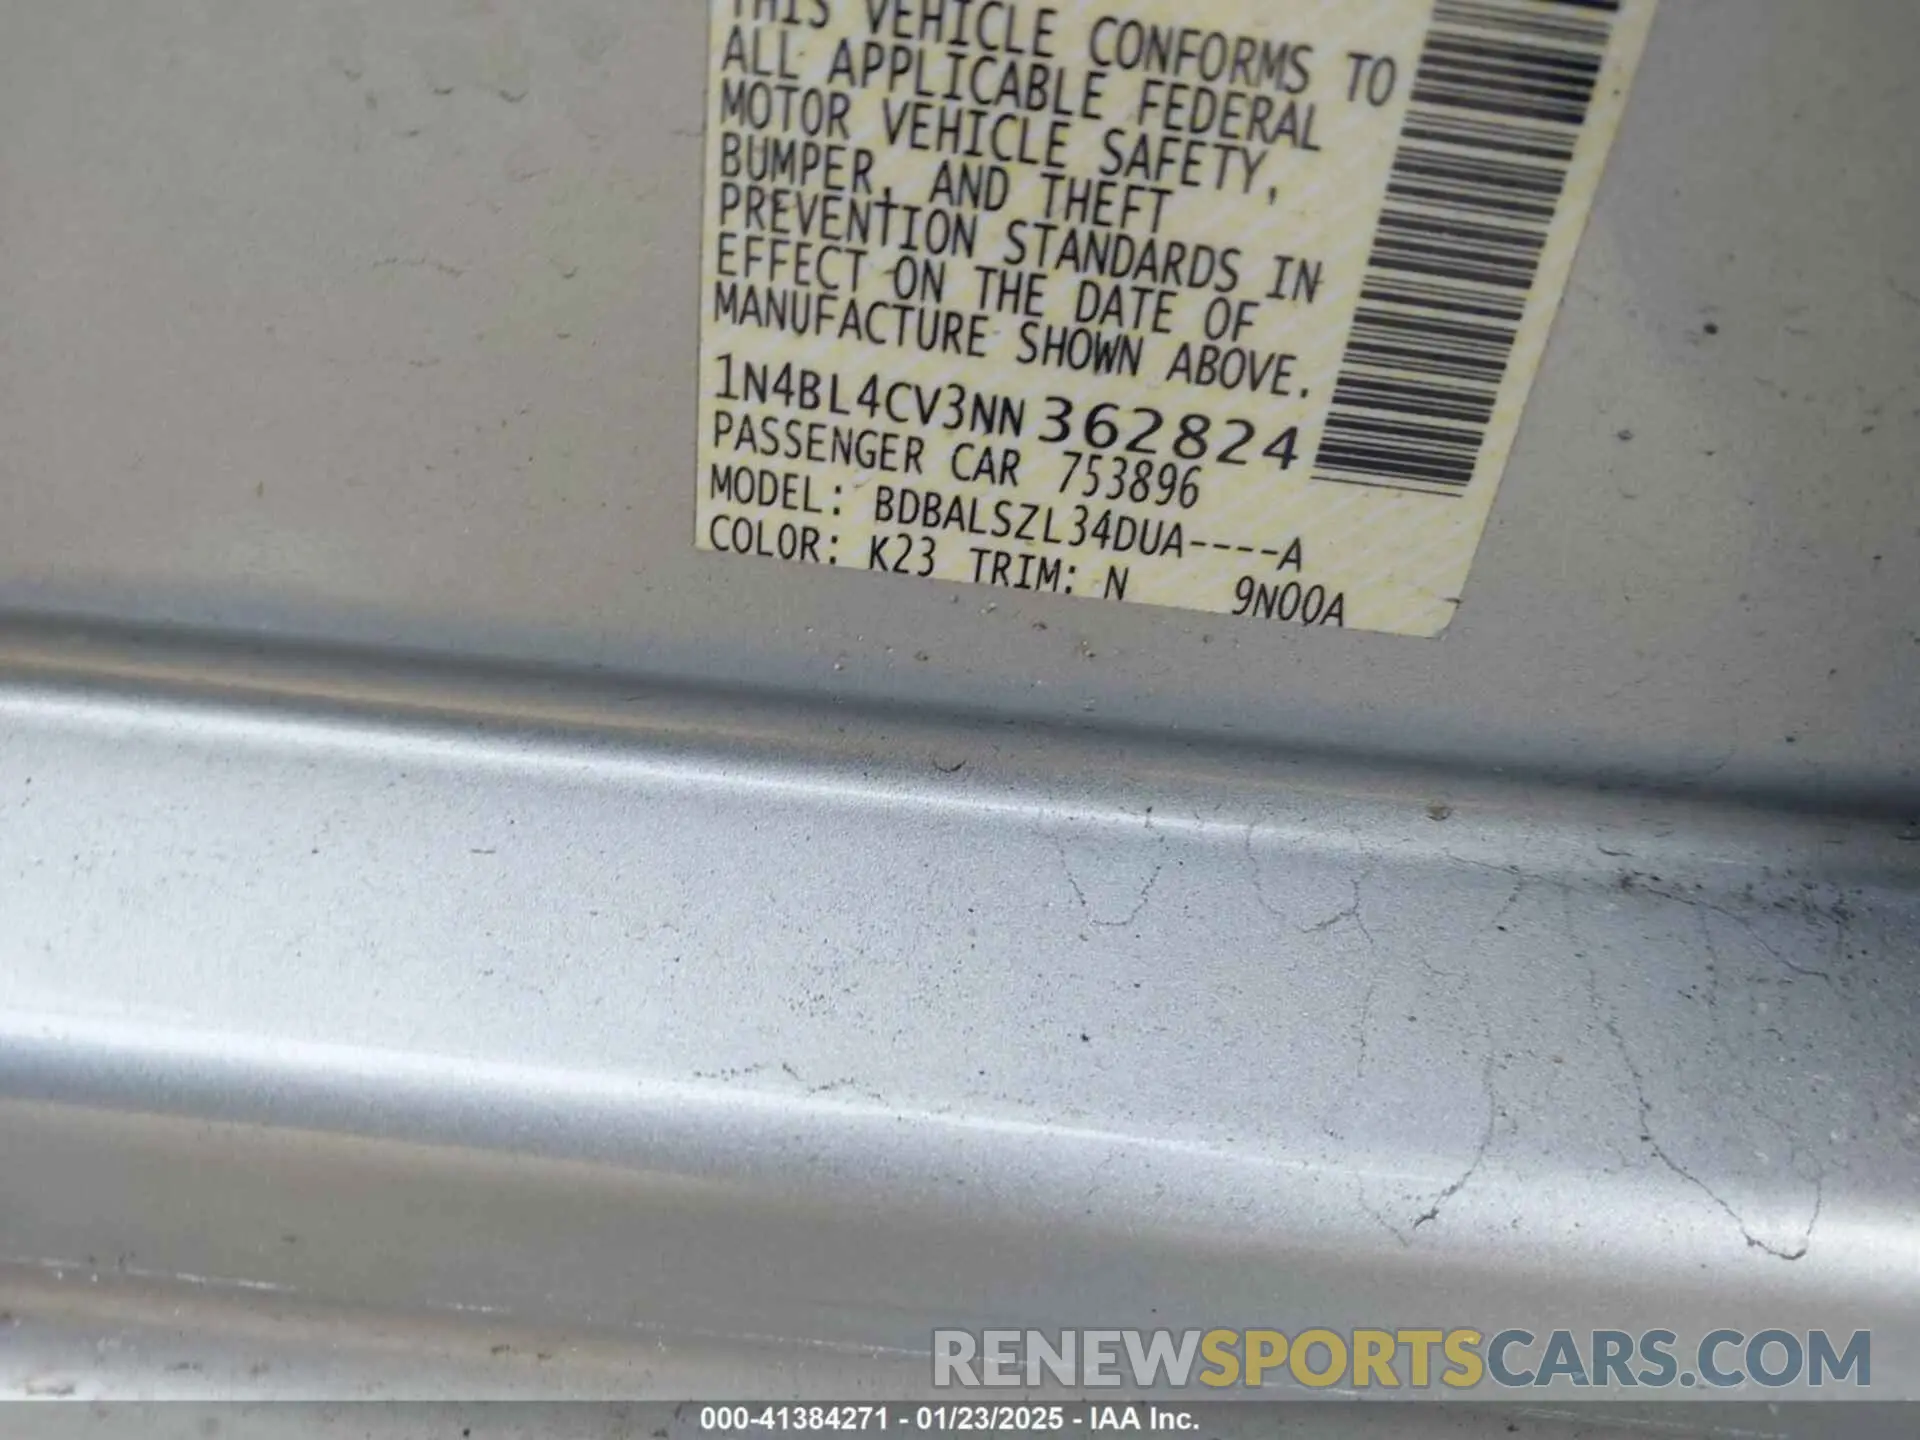 THIS VEHICLE CONFORMS TO
ALL APPLICABLE FEDERAL
MOTOR VEHICLE SAFETY,
BUMPER, AND THEFT
PREVENTION STANDARDS IN
EFFECT ON THE DATE OF
MANUFACTURE SHOWN ABOVE.
1N4BL4CV3NN362824
PASSENGER CAR 753896
MODEL: BDBALSZL34DUA----A
COLOR: K23 TRIM: N 9N00A
RENEWSPORTSCARS.COM
000-41384271 - 01/23/2025 - IAA Inc.